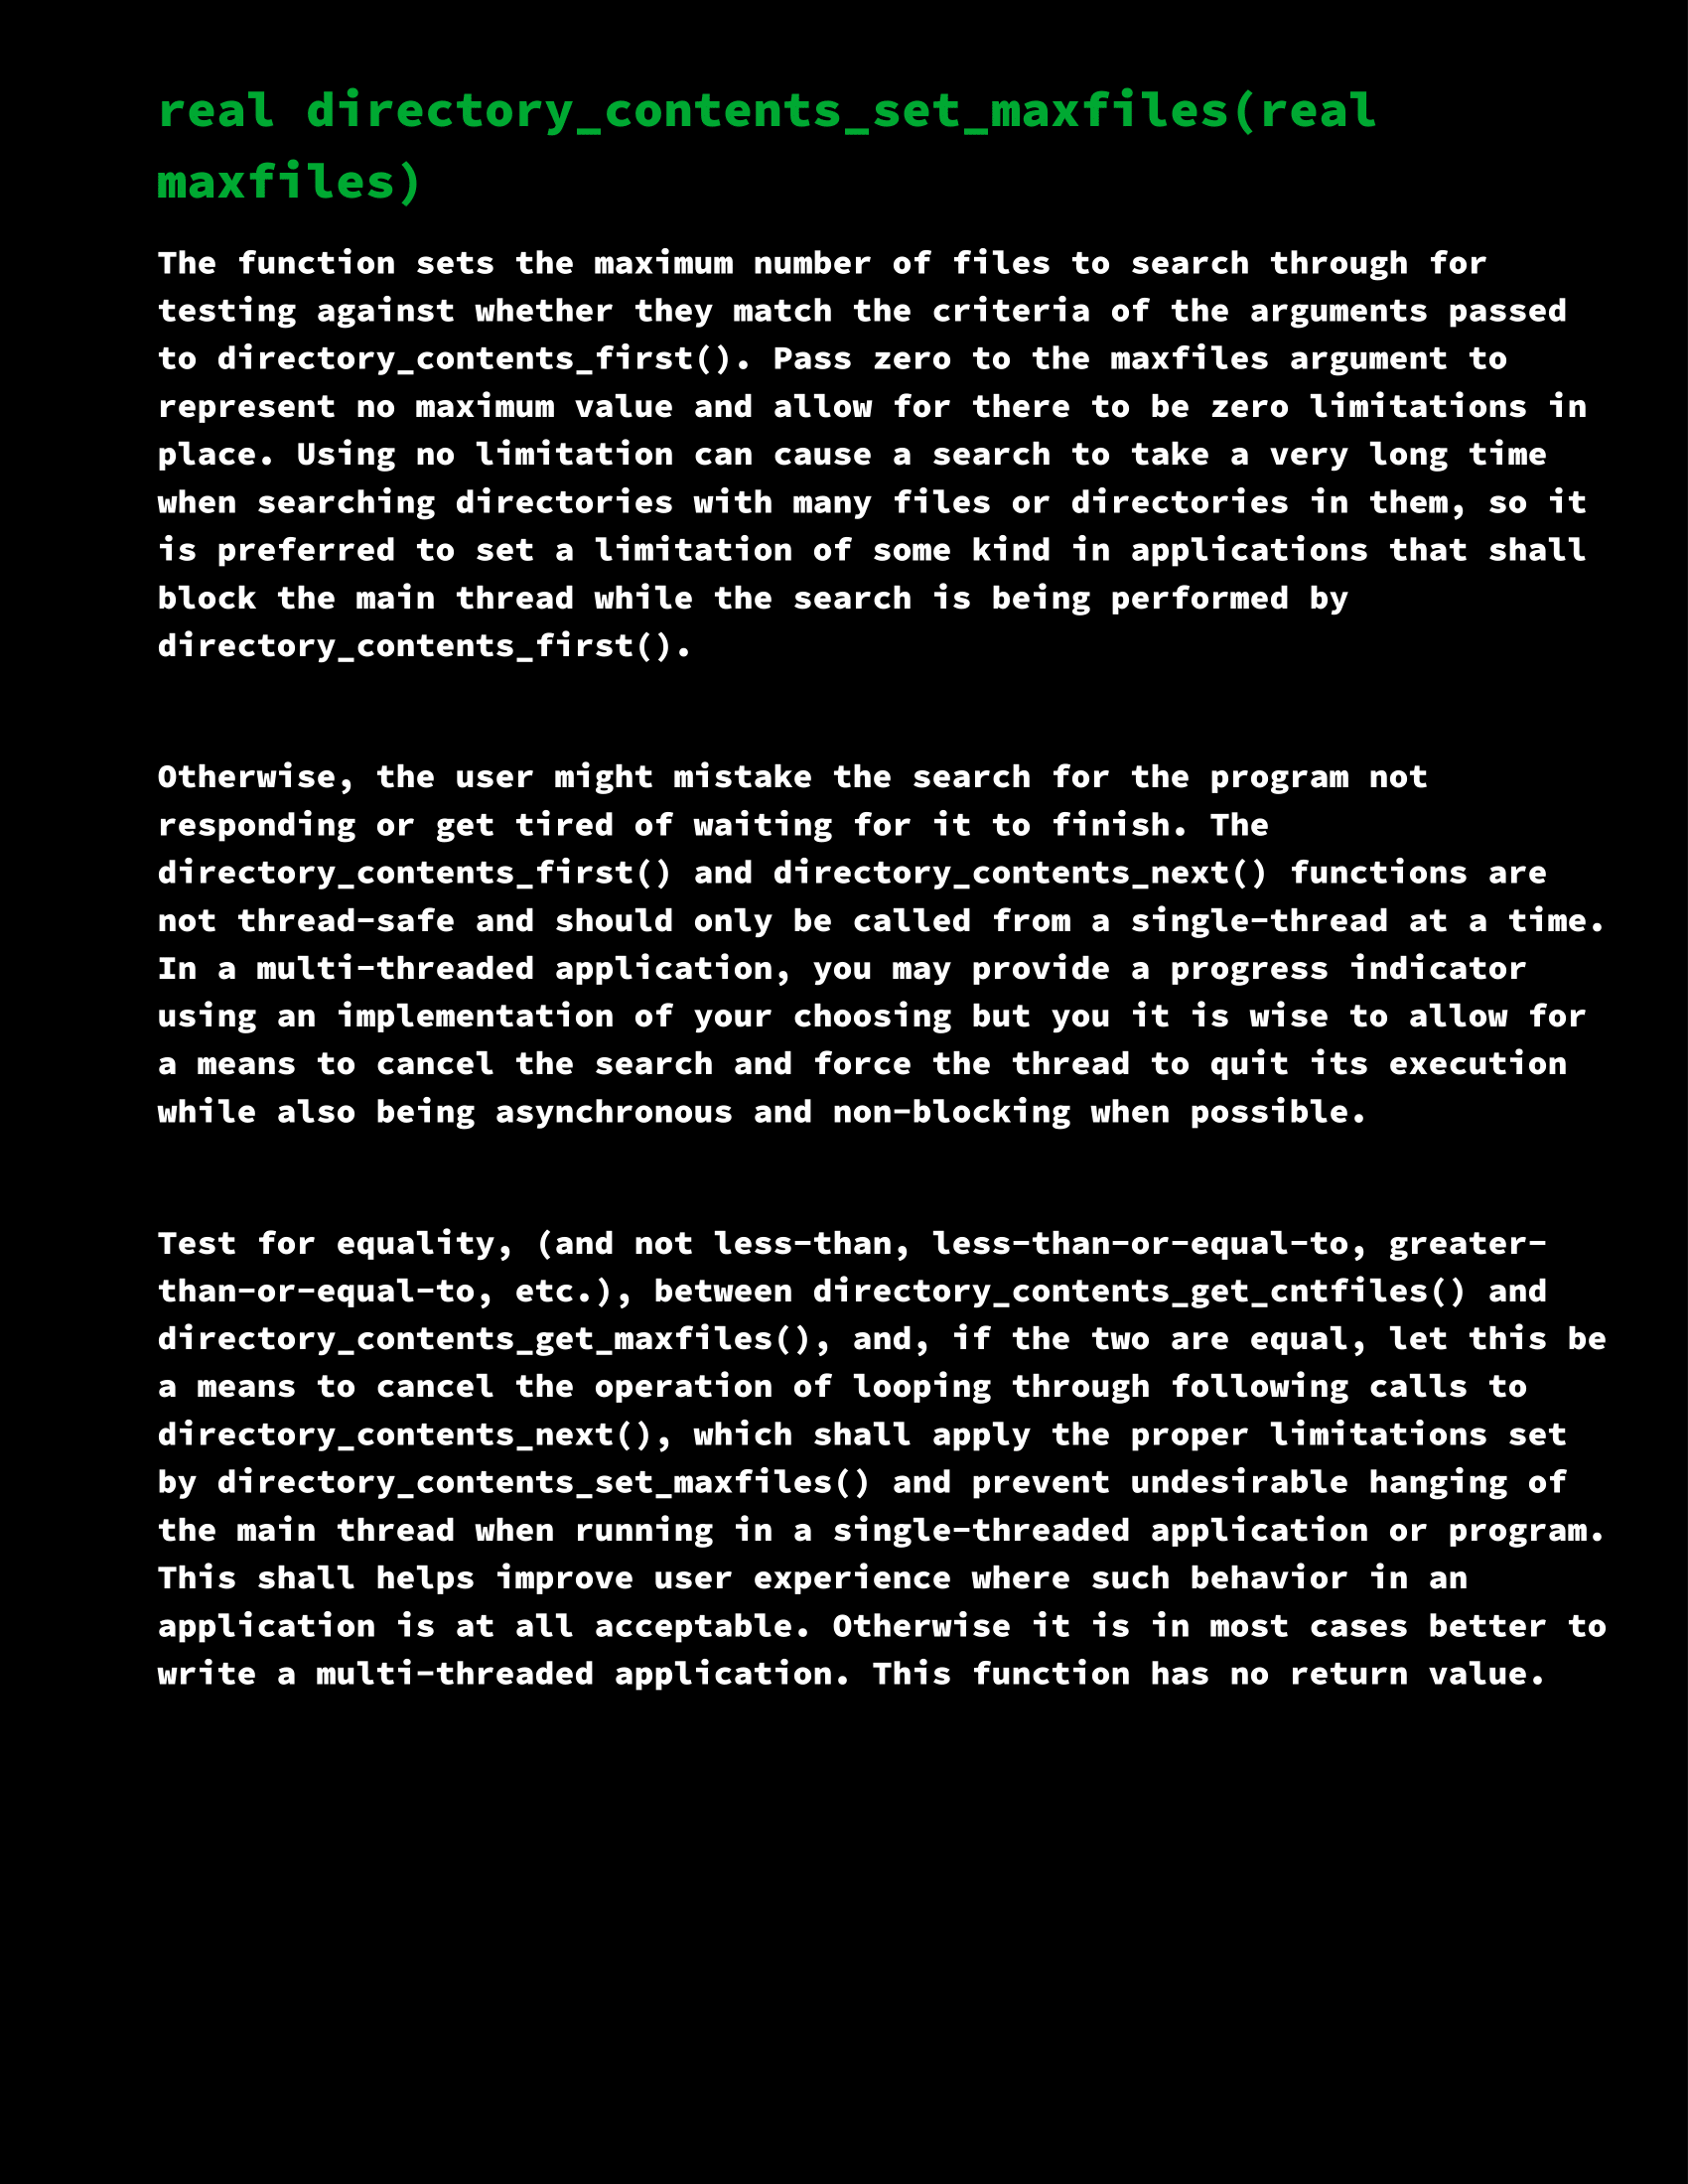 real directory_contents_set_maxfiles(real
maxfiles)
The function sets the maximum number of files to search through for
testing against whether they match the criteria of the arguments passed
to directory_contents_first(). Pass zero to the maxfiles argument to
represent no maximum value and allow for there to be zero limitations in
place. Using no limitation can cause a search to take a very long time
when searching directories with many files or directories in them, so it
is preferred to set a limitation of some kind in applications that shall
block the main thread while the search is being performed by
directory_contents_first().
Otherwise, the user might mistake the search for the program not
responding or get tired of waiting for it to finish. The
directory_contents_first() and directory_contents_next() functions are
not thread-safe and should only be called from a single-thread at a time.
In a multi-threaded application, you may provide a progress indicator
using an implementation of your choosing but you it is wise to allow for
a means to cancel the search and force the thread to quit its execution
while also being asynchronous and non-blocking when possible.
Test for equality, (and not less-than, less-than-or-equal-to, greater-
than-or-equal-to, etc.), between directory_contents_get_cntfiles() and
directory_contents_get_maxfiles(), and, if the two are equal, let this be
a means to cancel the operation of looping through following calls to
directory_contents_next(), which shall apply the proper limitations set
by directory_contents_set_maxfiles() and prevent undesirable hanging of
the main thread when running in a single-threaded application or program.
This shall helps improve user experience where such behavior in an
application is at all acceptable. Otherwise it is in most cases better to
write a multi-threaded application. This function has no return value.